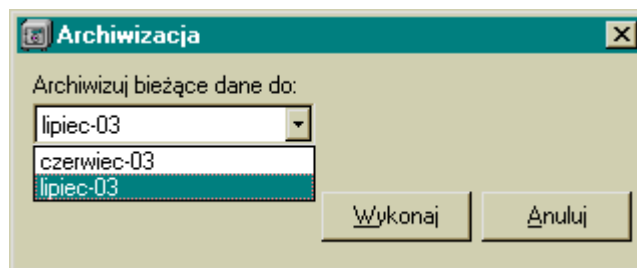 Archiwizacja
Archiwizuj bieżące dane do:
lipiec-03
czerwiec-03
lipiec-03
Wykonaj Anuluj